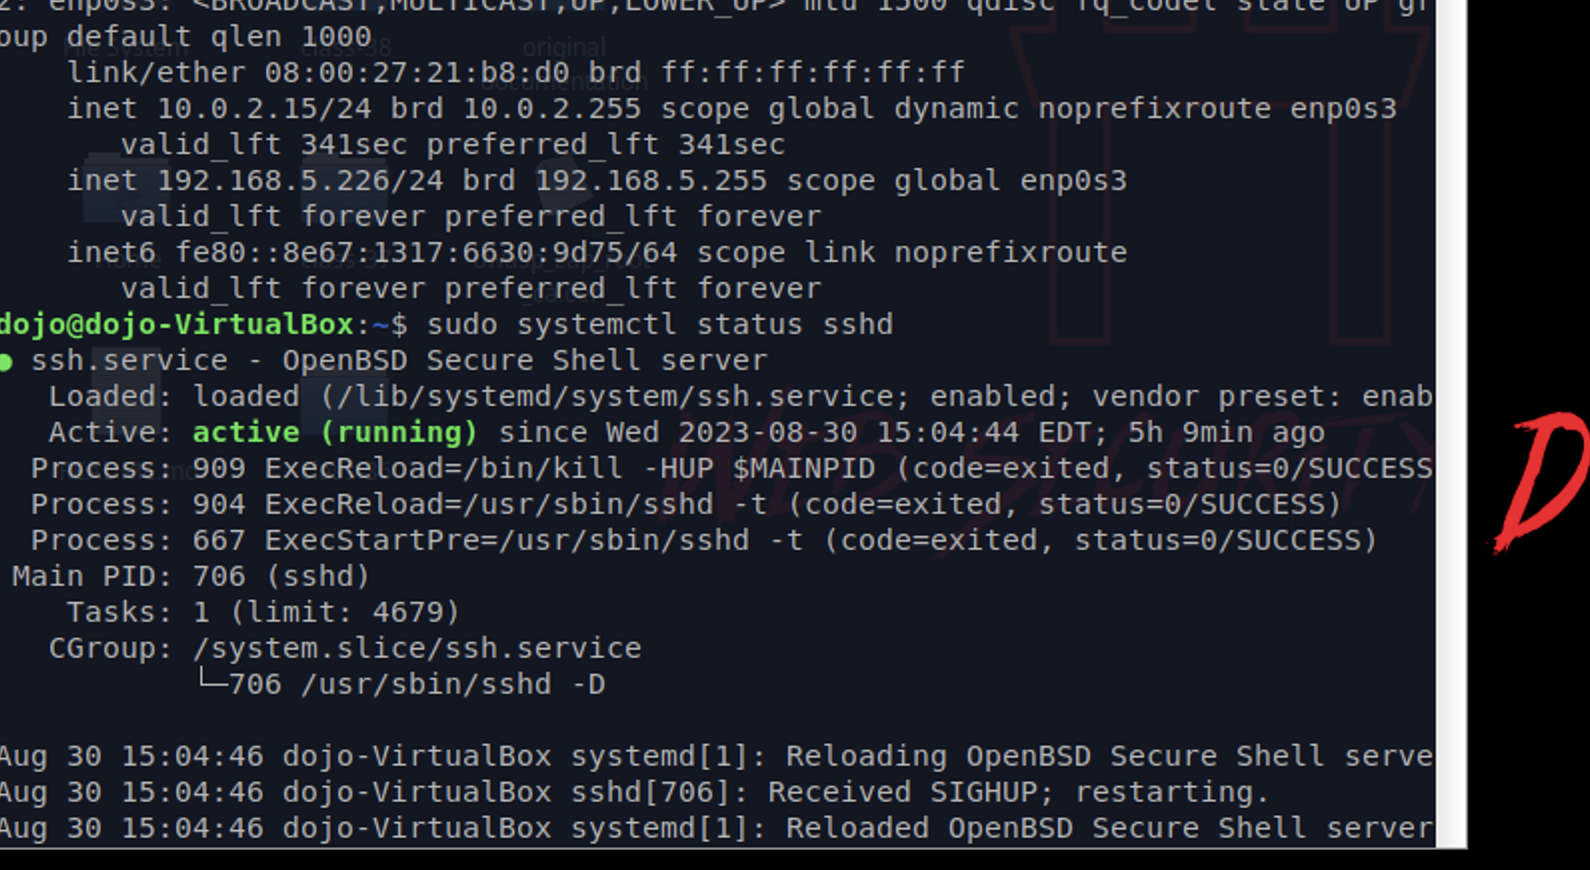 2: enp0s3: <BROADCAST,MULTICAST,UP,LOWER_UP> mtu 1500 qdisc fq_codel state UP gr
oup default qlen 1000
    link/ether 08:00:27:21:b8:d0 brd ff:ff:ff:ff:ff:ff
    inet 10.0.2.15/24 brd 10.0.2.255 scope global dynamic noprefixroute enp0s3
       valid_lft 341sec preferred_lft 341sec
    inet 192.168.5.226/24 brd 192.168.5.255 scope global enp0s3
       valid_lft forever preferred_lft forever
    inet6 fe80::8e67:1317:6630:9d75/64 scope link noprefixroute
       valid_lft forever preferred_lft forever
dojo@dojo-VirtualBox:~$ sudo systemctl status sshd
● ssh.service - OpenBSD Secure Shell server
   Loaded: loaded (/lib/systemd/system/ssh.service; enabled; vendor preset: enab
   Active: active (running) since Wed 2023-08-30 15:04:44 EDT; 5h 9min ago
  Process: 909 ExecReload=/bin/kill -HUP $MAINPID (code=exited, status=0/SUCCESS
  Process: 904 ExecReload=/usr/sbin/sshd -t (code=exited, status=0/SUCCESS)
  Process: 667 ExecStartPre=/usr/sbin/sshd -t (code=exited, status=0/SUCCESS)
 Main PID: 706 (sshd)
    Tasks: 1 (limit: 4679)
   CGroup: /system.slice/ssh.service
           └─706 /usr/sbin/sshd -D
Aug 30 15:04:46 dojo-VirtualBox systemd[1]: Reloading OpenBSD Secure Shell serve
Aug 30 15:04:46 dojo-VirtualBox sshd[706]: Received SIGHUP; restarting.
Aug 30 15:04:46 dojo-VirtualBox systemd[1]: Reloaded OpenBSD Secure Shell server
File System
class-38
original
documentation
Home
WEB SECURITY
D